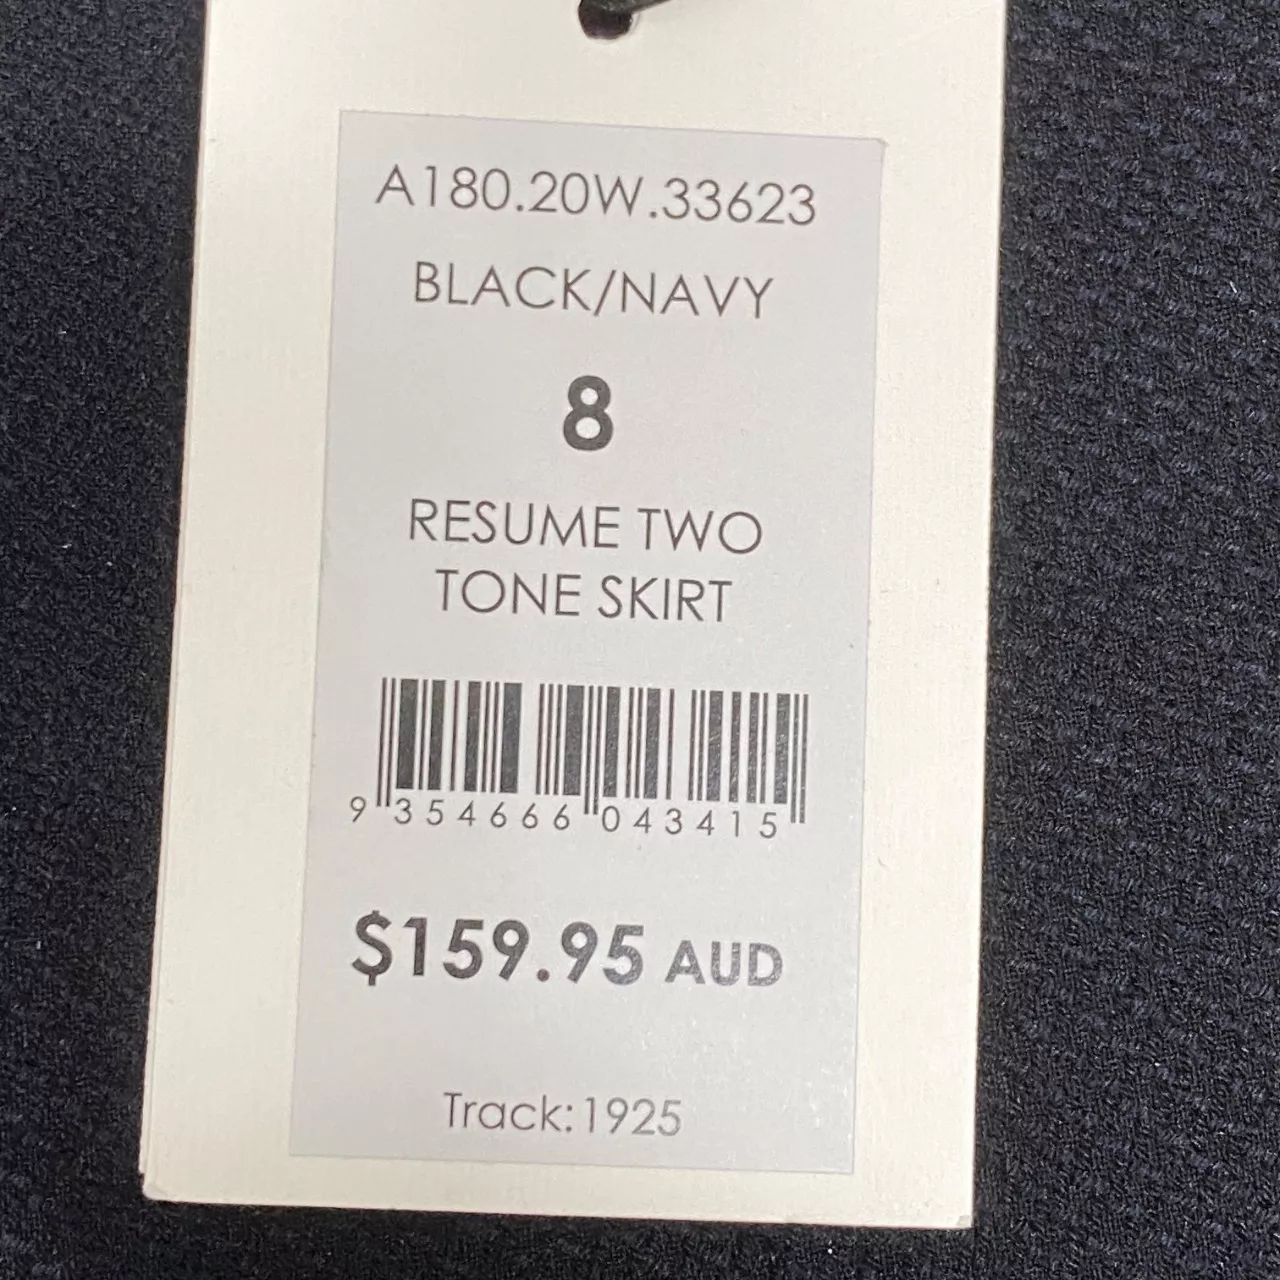 A180.20W.33623
BLACK/NAVY
8
RESUME TWO
TONE SKIRT
9 354666 043415
$159.95 AUD
Track:1925